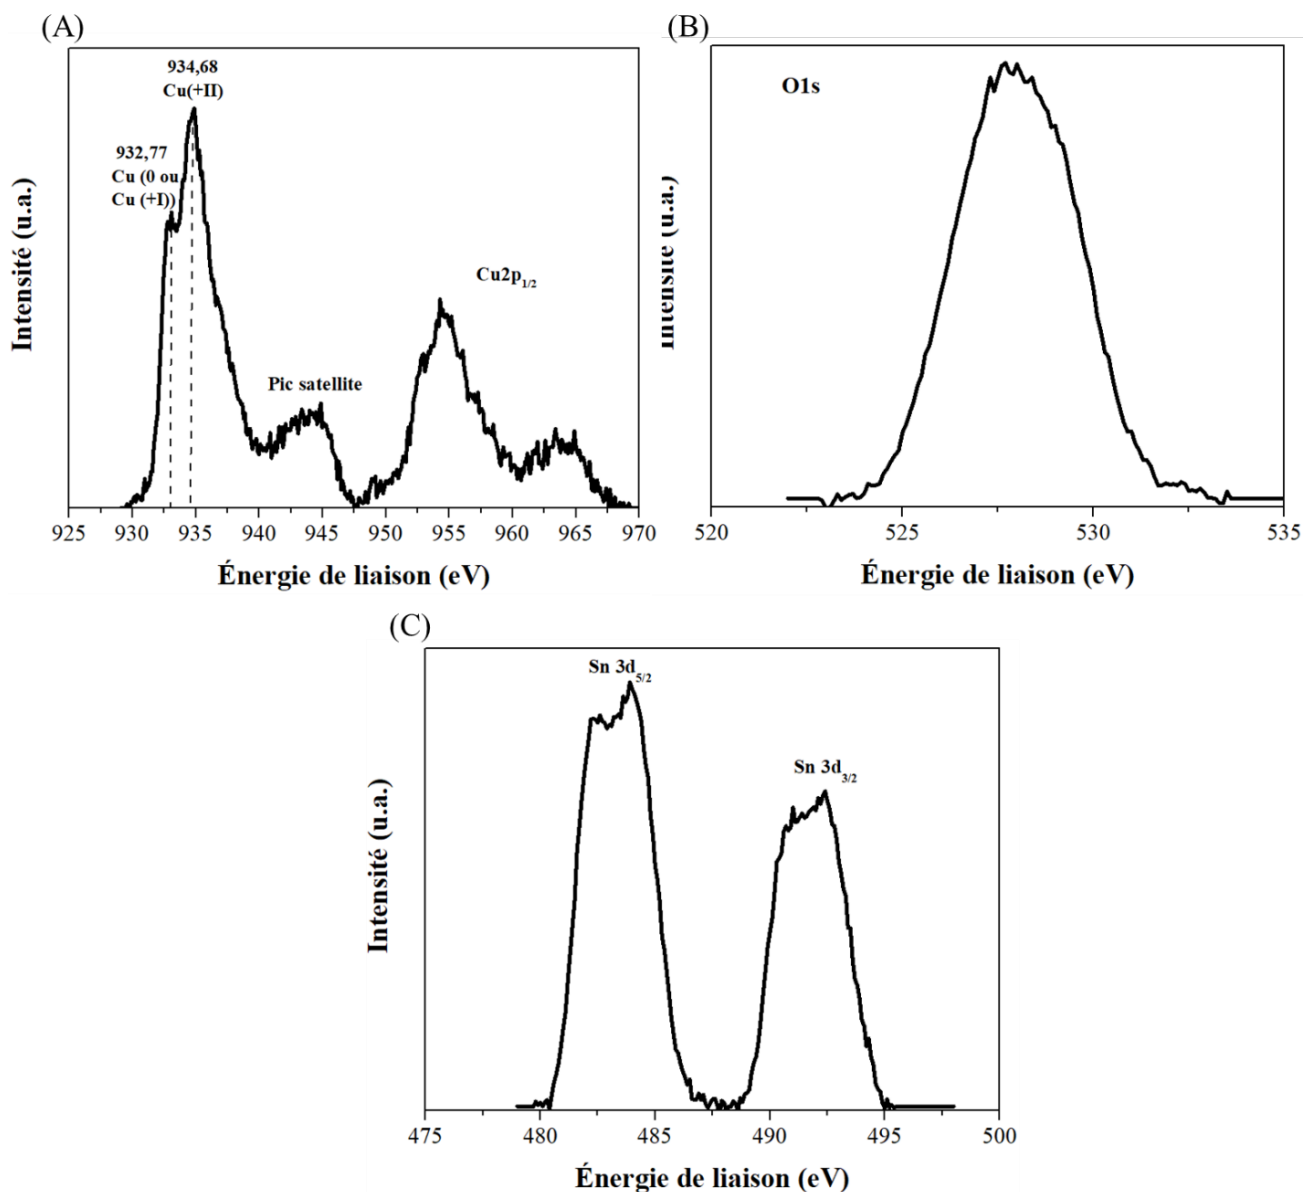 (A)
934,68
Cu(+II)
932,77
Cu (0 ou
Cu (+I))
Cu2p1/2
Pic satellite
Intensité (u.a.)
925 930 935 940 945 950 955 960 965 970
Énergie de liaison (eV)
(B)
O1s
Intensité (u.a.)
520 525 530 535
Énergie de liaison (eV)
(C)
Sn 3d5/2
Sn 3d3/2
Intensité (u.a.)
475 480 485 490 495 500
Énergie de liaison (eV)